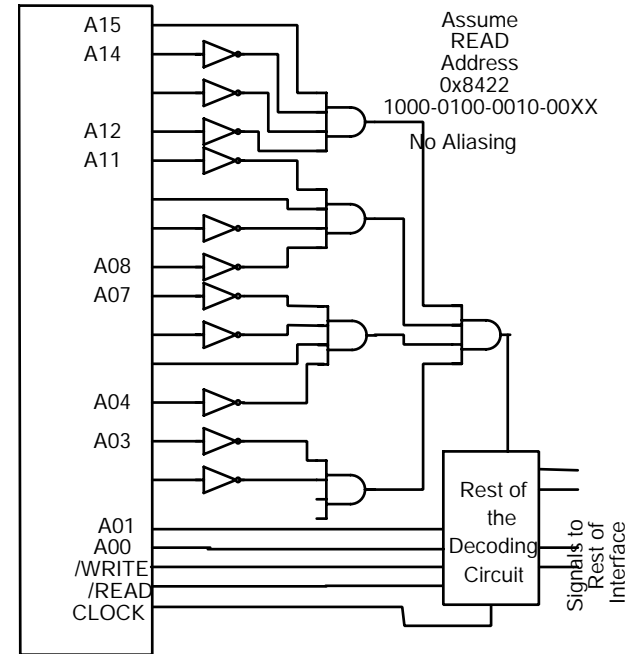 A15
A14
A12
A11
A08
A07
A04
A03
A01
A00
/WRITE
/READ
CLOCK
Assume
READ
Address
0x8422
1000-0100-0010-00XX
No Aliasing
Rest of
the
Decoding
Circuit
Signals to
Rest of
Interface